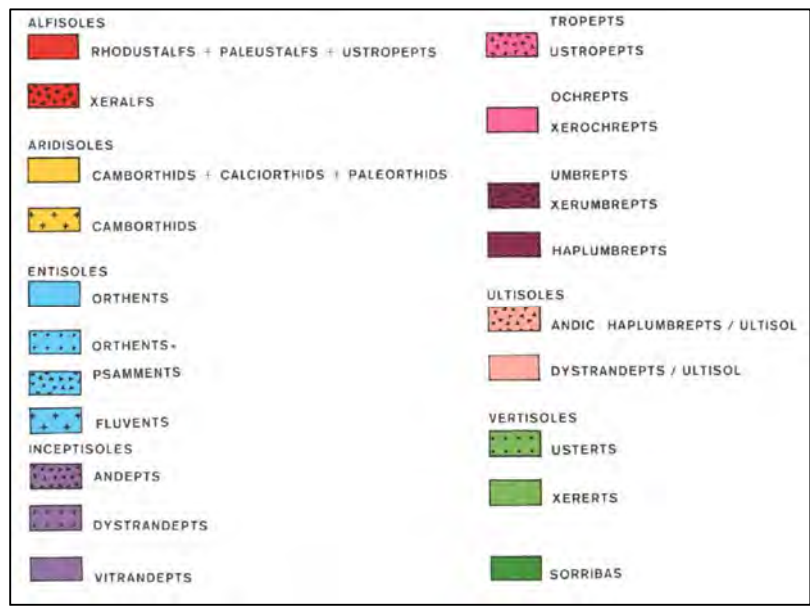 ALFISOLES
RHODUSTALFS + PALEUSTALFS + USTROPEPTS
XERALFS
ARIDISOLES
CAMBORTHIDS + CALCIORTHIDS + PALEORTHIDS
CAMBORTHIDS
ENTISOLES
ORTHENTS
ORTHENTS.
PSAMMENTS
FLUVENTS
INCEPTISOLES
ANDEPTS
DYSTRANDEPTS
VITRANDEPTS
TROPEPTS
USTROPEPTS
OCHREPTS
XEROCHREPTS
UMBREPTS
XERUMBREPTS
HAPLUMBREPTS
ULTISOLES
ANDIC HAPLUMBREPTS / ULTISOL
DYSTRANDEPTS / ULTISOL
VERTISOLES
USTERTS
XERERTS
SORRIBAS